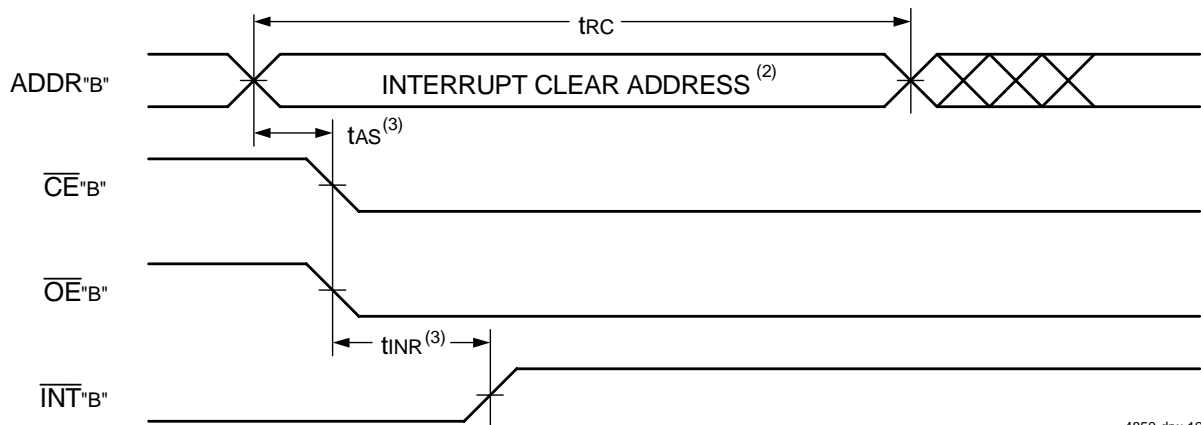 tRC
ADDR"B"
INTERRUPT CLEAR ADDRESS (2)
tAS(3)
CE"B"
OE"B"
tINR(3)
INT"B"